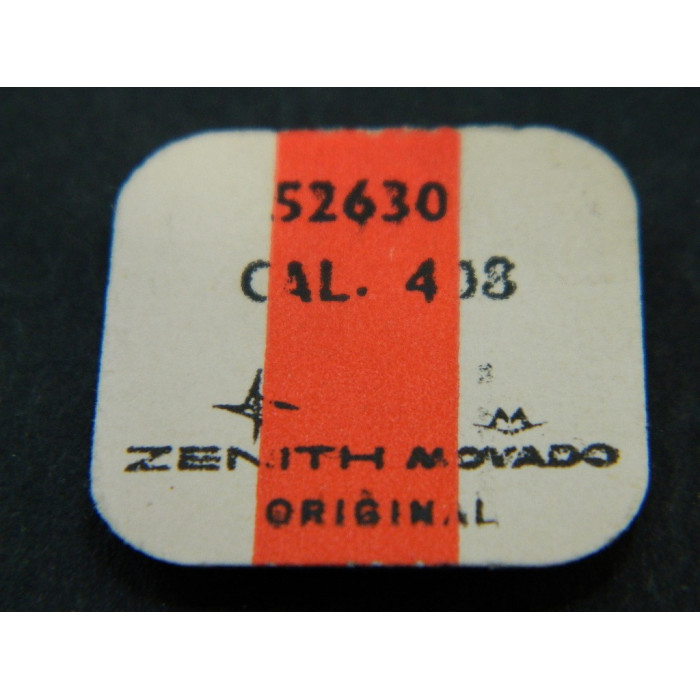 52630
CAL. 408
ZENITH MOVADO
ORIGINAL